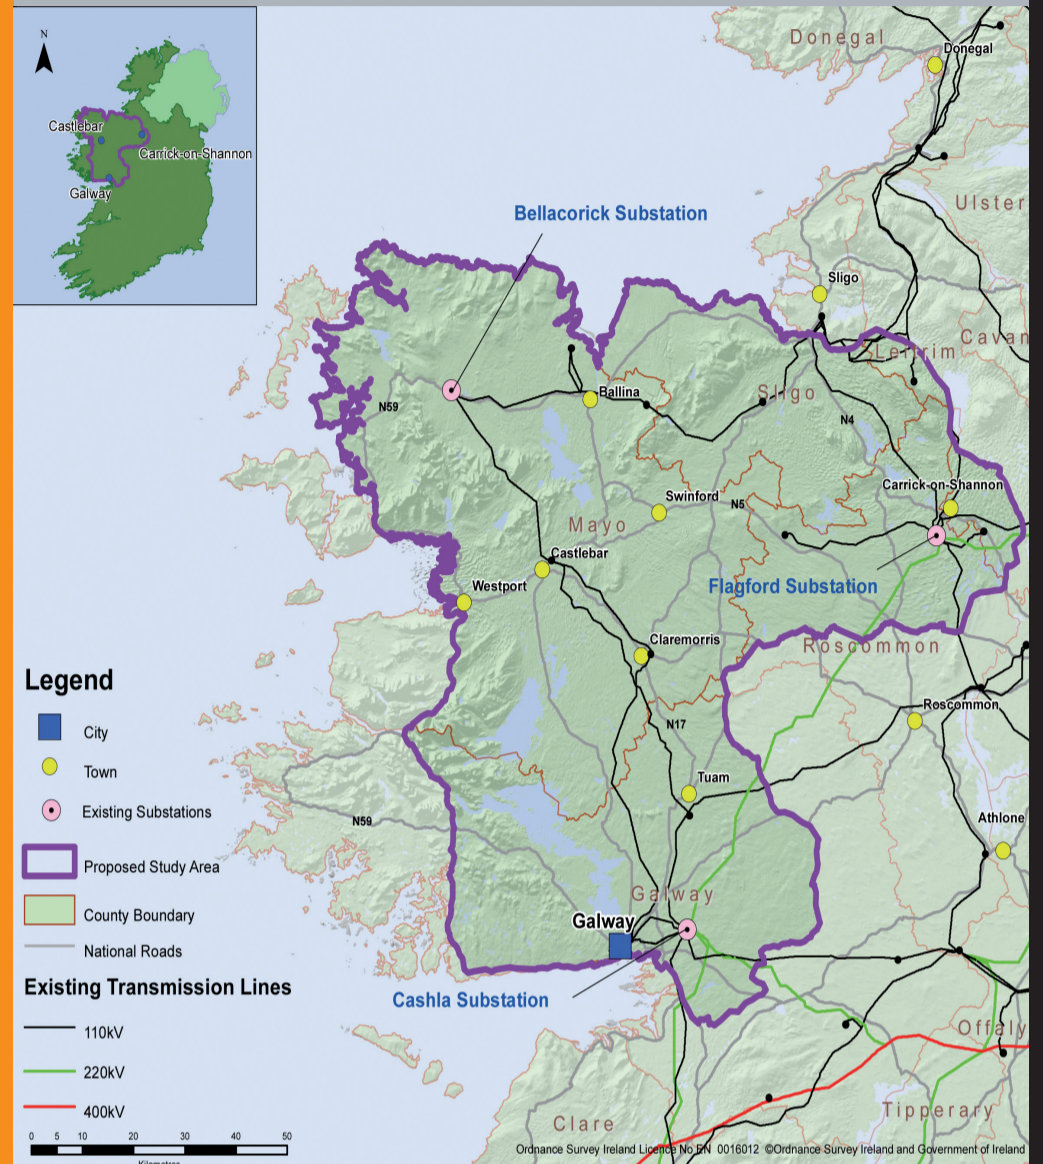 N
Castlebar
Carrick-on-Shannon
Galway
Donegal
Donegal
Ulster
Bellacorick Substation
Sligo
Cavan
Leitrim
Sligo
Ballina
N59
N4
Carrick-on-Shannon
Swinford
N5
Mayo
Castlebar
Flagford Substation
Westport
Claremorris
Roscommon
Roscommon
N17
Tuam
Athlone
N59
Galway
Galway
Cashla Substation
Offaly
Tipperary
Clare
Legend
City
Town
Existing Substations
Proposed Study Area
County Boundary
National Roads
Existing Transmission Lines
110kV
220kV
400kV
0 5 10 20 30 40 50
Kilometres
Ordnance Survey Ireland Licence No EN 0016012 ©Ordnance Survey Ireland and Government of Ireland